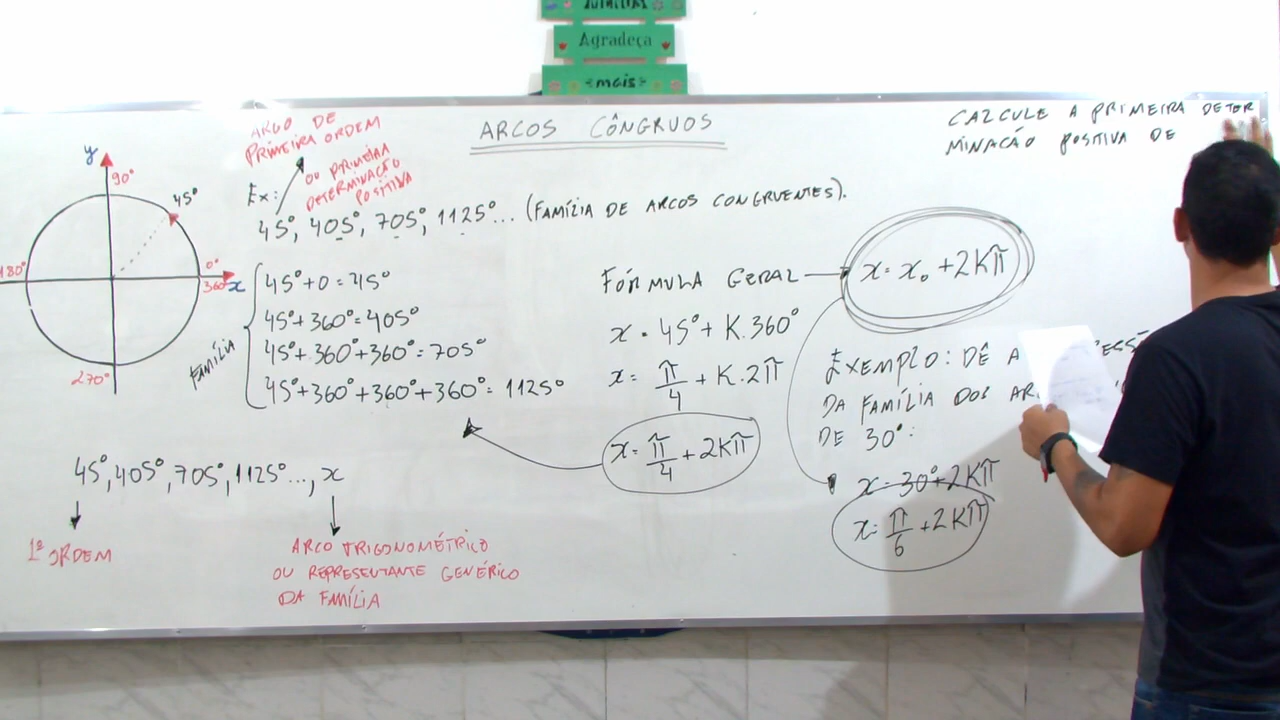 Agradeça
mais
ARCOS CÔNGRUOS
CALCULE A PRIMEIRA DETER
MINAÇÃO POSITIVA DE
ARCO DE
PRIMEIRA ORDEM
OU PRIMEIRA
DETERMINAÇÃO
POSITIVA
Ex:
45°, 405°, 705°, 1125°... (FAMÍLIA DE ARCOS CONGRUENTES).
y
90°
45°
180°
0°
360°
x
270°
FAMÍLIA
45°+0=45°
45°+360°=405°
45°+360°+360°=705°
45°+360°+360°+360°=1125°
45°, 405°, 705°, 1125°..., x
1ª ORDEM
ARCO TRIGONOMÉTRICO
OU REPRESENTANTE GENÉRICO
DA FAMÍLIA
FÓRMULA GERAL
x=x₀+2Kπ
x=45°+K.360°
x=π/4+K.2π
x=π/4+2Kπ
EXEMPLO: DÊ A
DA FAMÍLIA DOS
DE 30°:
x=30°+2Kπ
x=π/6+2Kπ